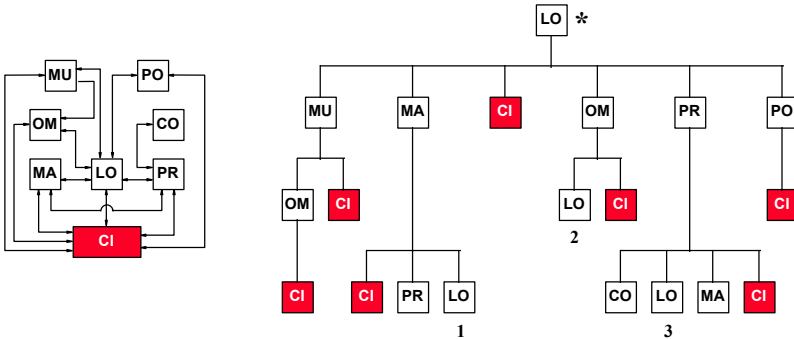 LO *
MU PO
OM CO
MA LO PR
CI
MU MA CI OM PR PO
OM CI LO CI CI
2
CI CI PR LO CO LO MA CI
1 3